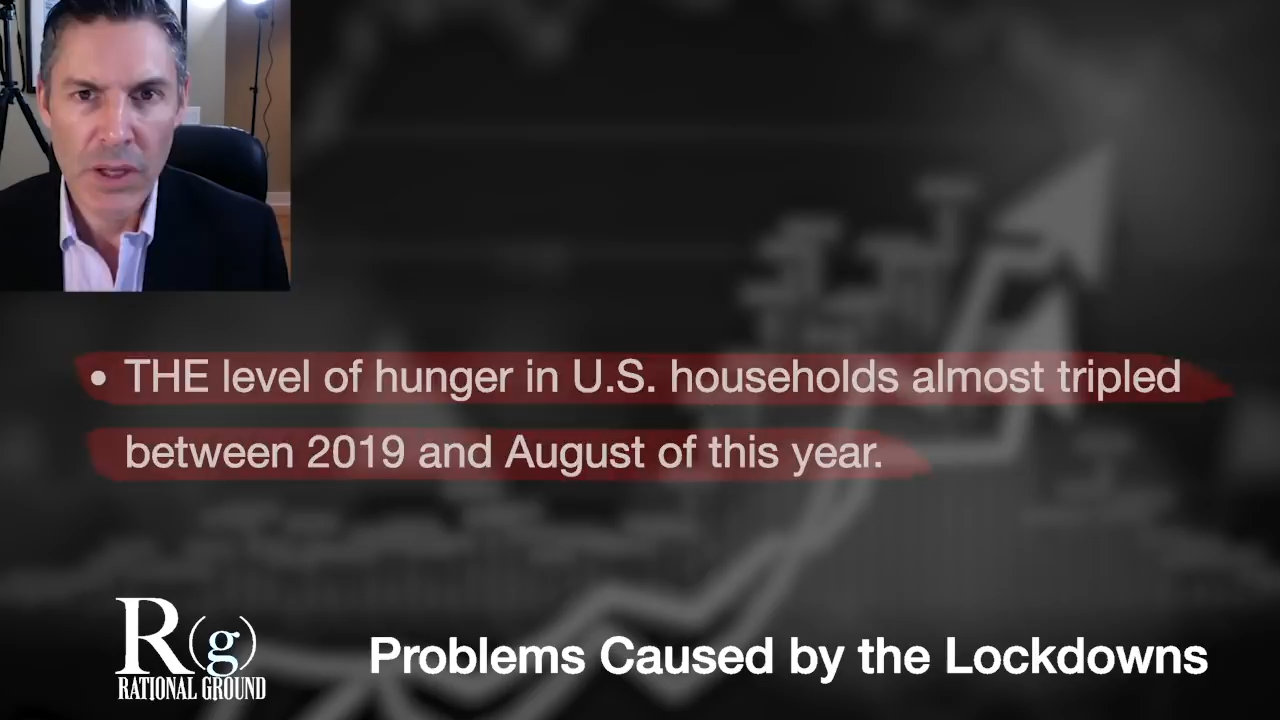 • THE level of hunger in U.S. households almost tripled
between 2019 and August of this year.
R(g)
RATIONAL GROUND
Problems Caused by the Lockdowns